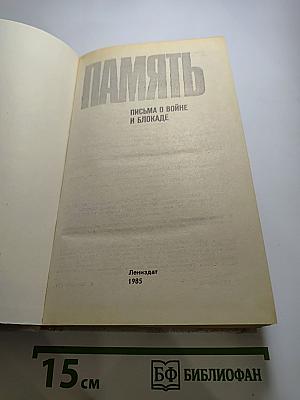 ПАМЯТЬ
ПИСЬМА О ВОЙНЕ
И БЛОКАДЕ
Лениздат
1985
15 см
БФ БИБЛИОФАН